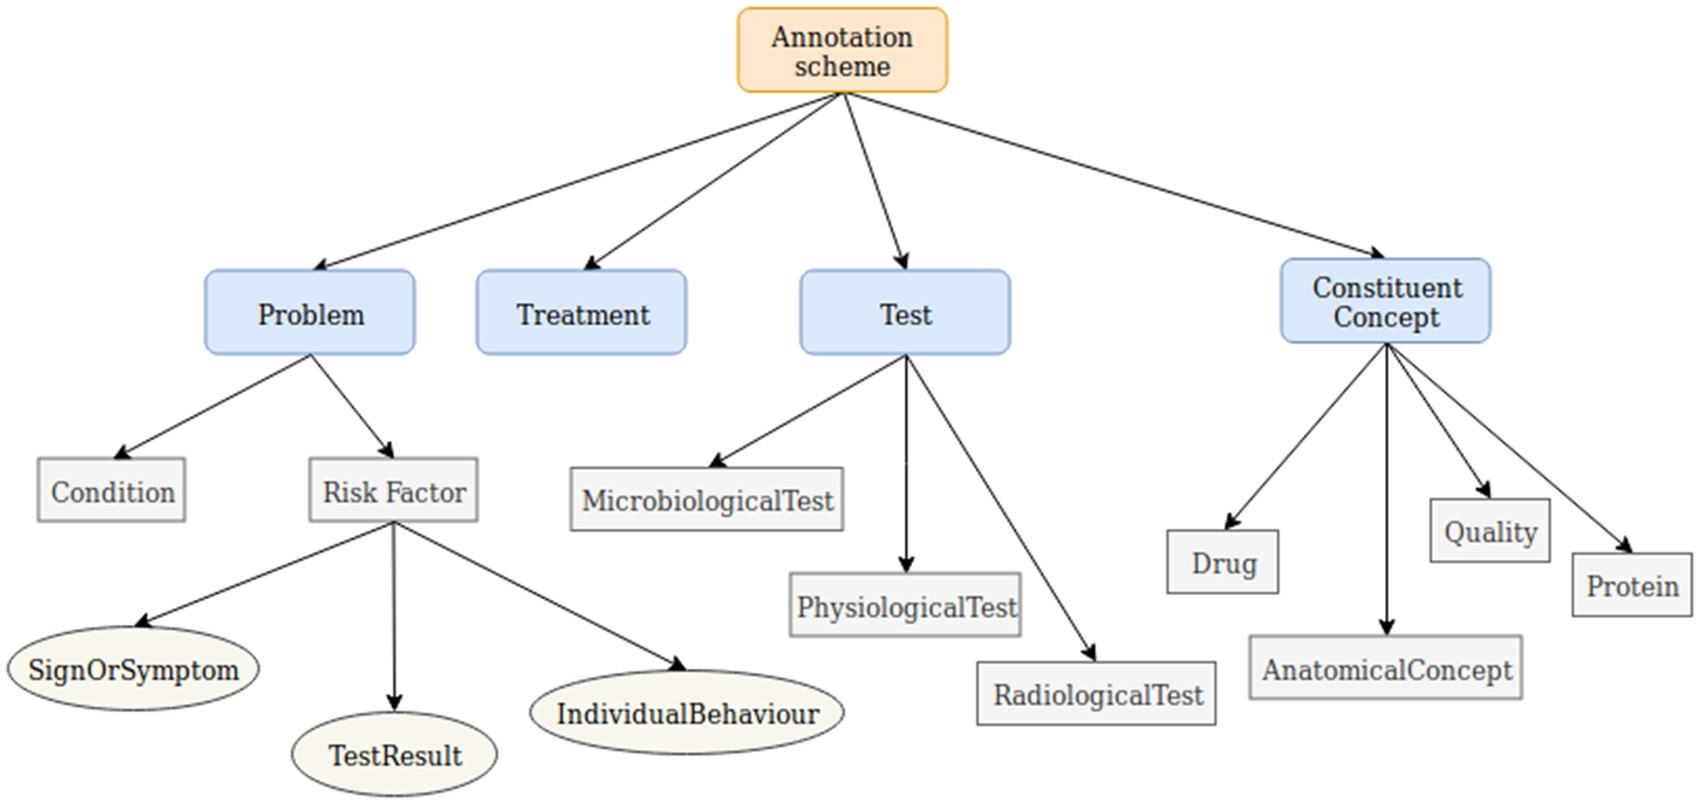 Annotation
scheme
Problem
Treatment
Test
Constituent
Concept
Condition
Risk Factor
MicrobiologicalTest
PhysiologicalTest
RadiologicalTest
Drug
AnatomicalConcept
Quality
Protein
SignOrSymptom
TestResult
IndividualBehaviour